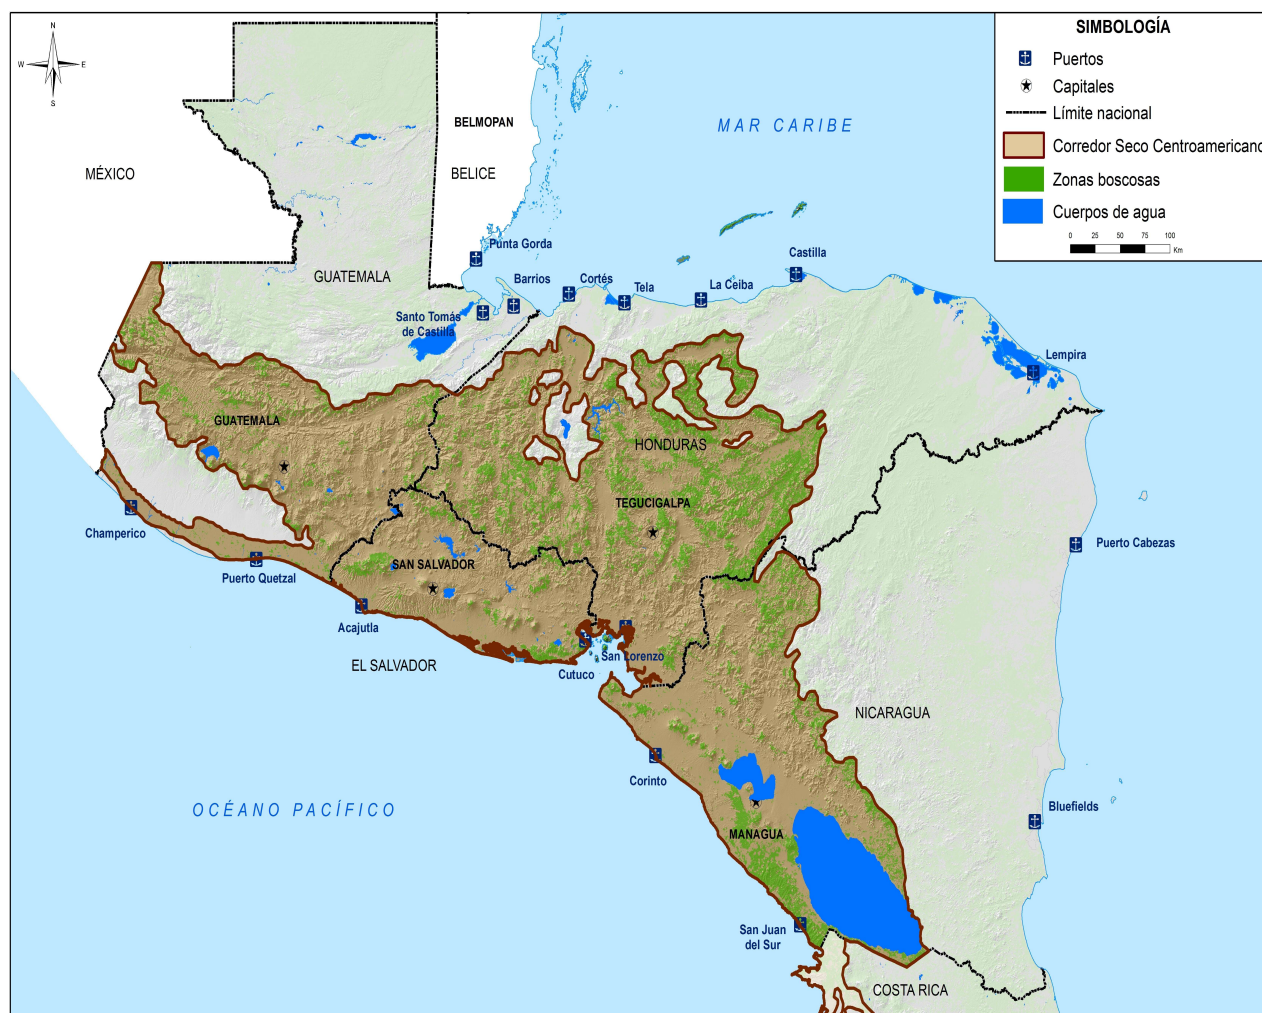 N
W
E
S
SIMBOLOGÍA
Puertos
Capitales
Límite nacional
Corredor Seco Centroamericano
Zonas boscosas
Cuerpos de agua
0 25 50 75 100
Km
MAR CARIBE
BELMOPAN
MÉXICO
BELICE
Punta Gorda
Castilla
GUATEMALA
Barrios
Cortés
Tela
La Ceiba
Santo Tomás
de Castilla
Lempira
GUATEMALA
HONDURAS
TEGUCIGALPA
Champerico
Puerto Cabezas
SAN SALVADOR
Puerto Quetzal
Acajutla
San Lorenzo
EL SALVADOR
Cutuco
NICARAGUA
Corinto
OCÉANO PACÍFICO
Bluefields
MANAGUA
San Juan
del Sur
COSTA RICA